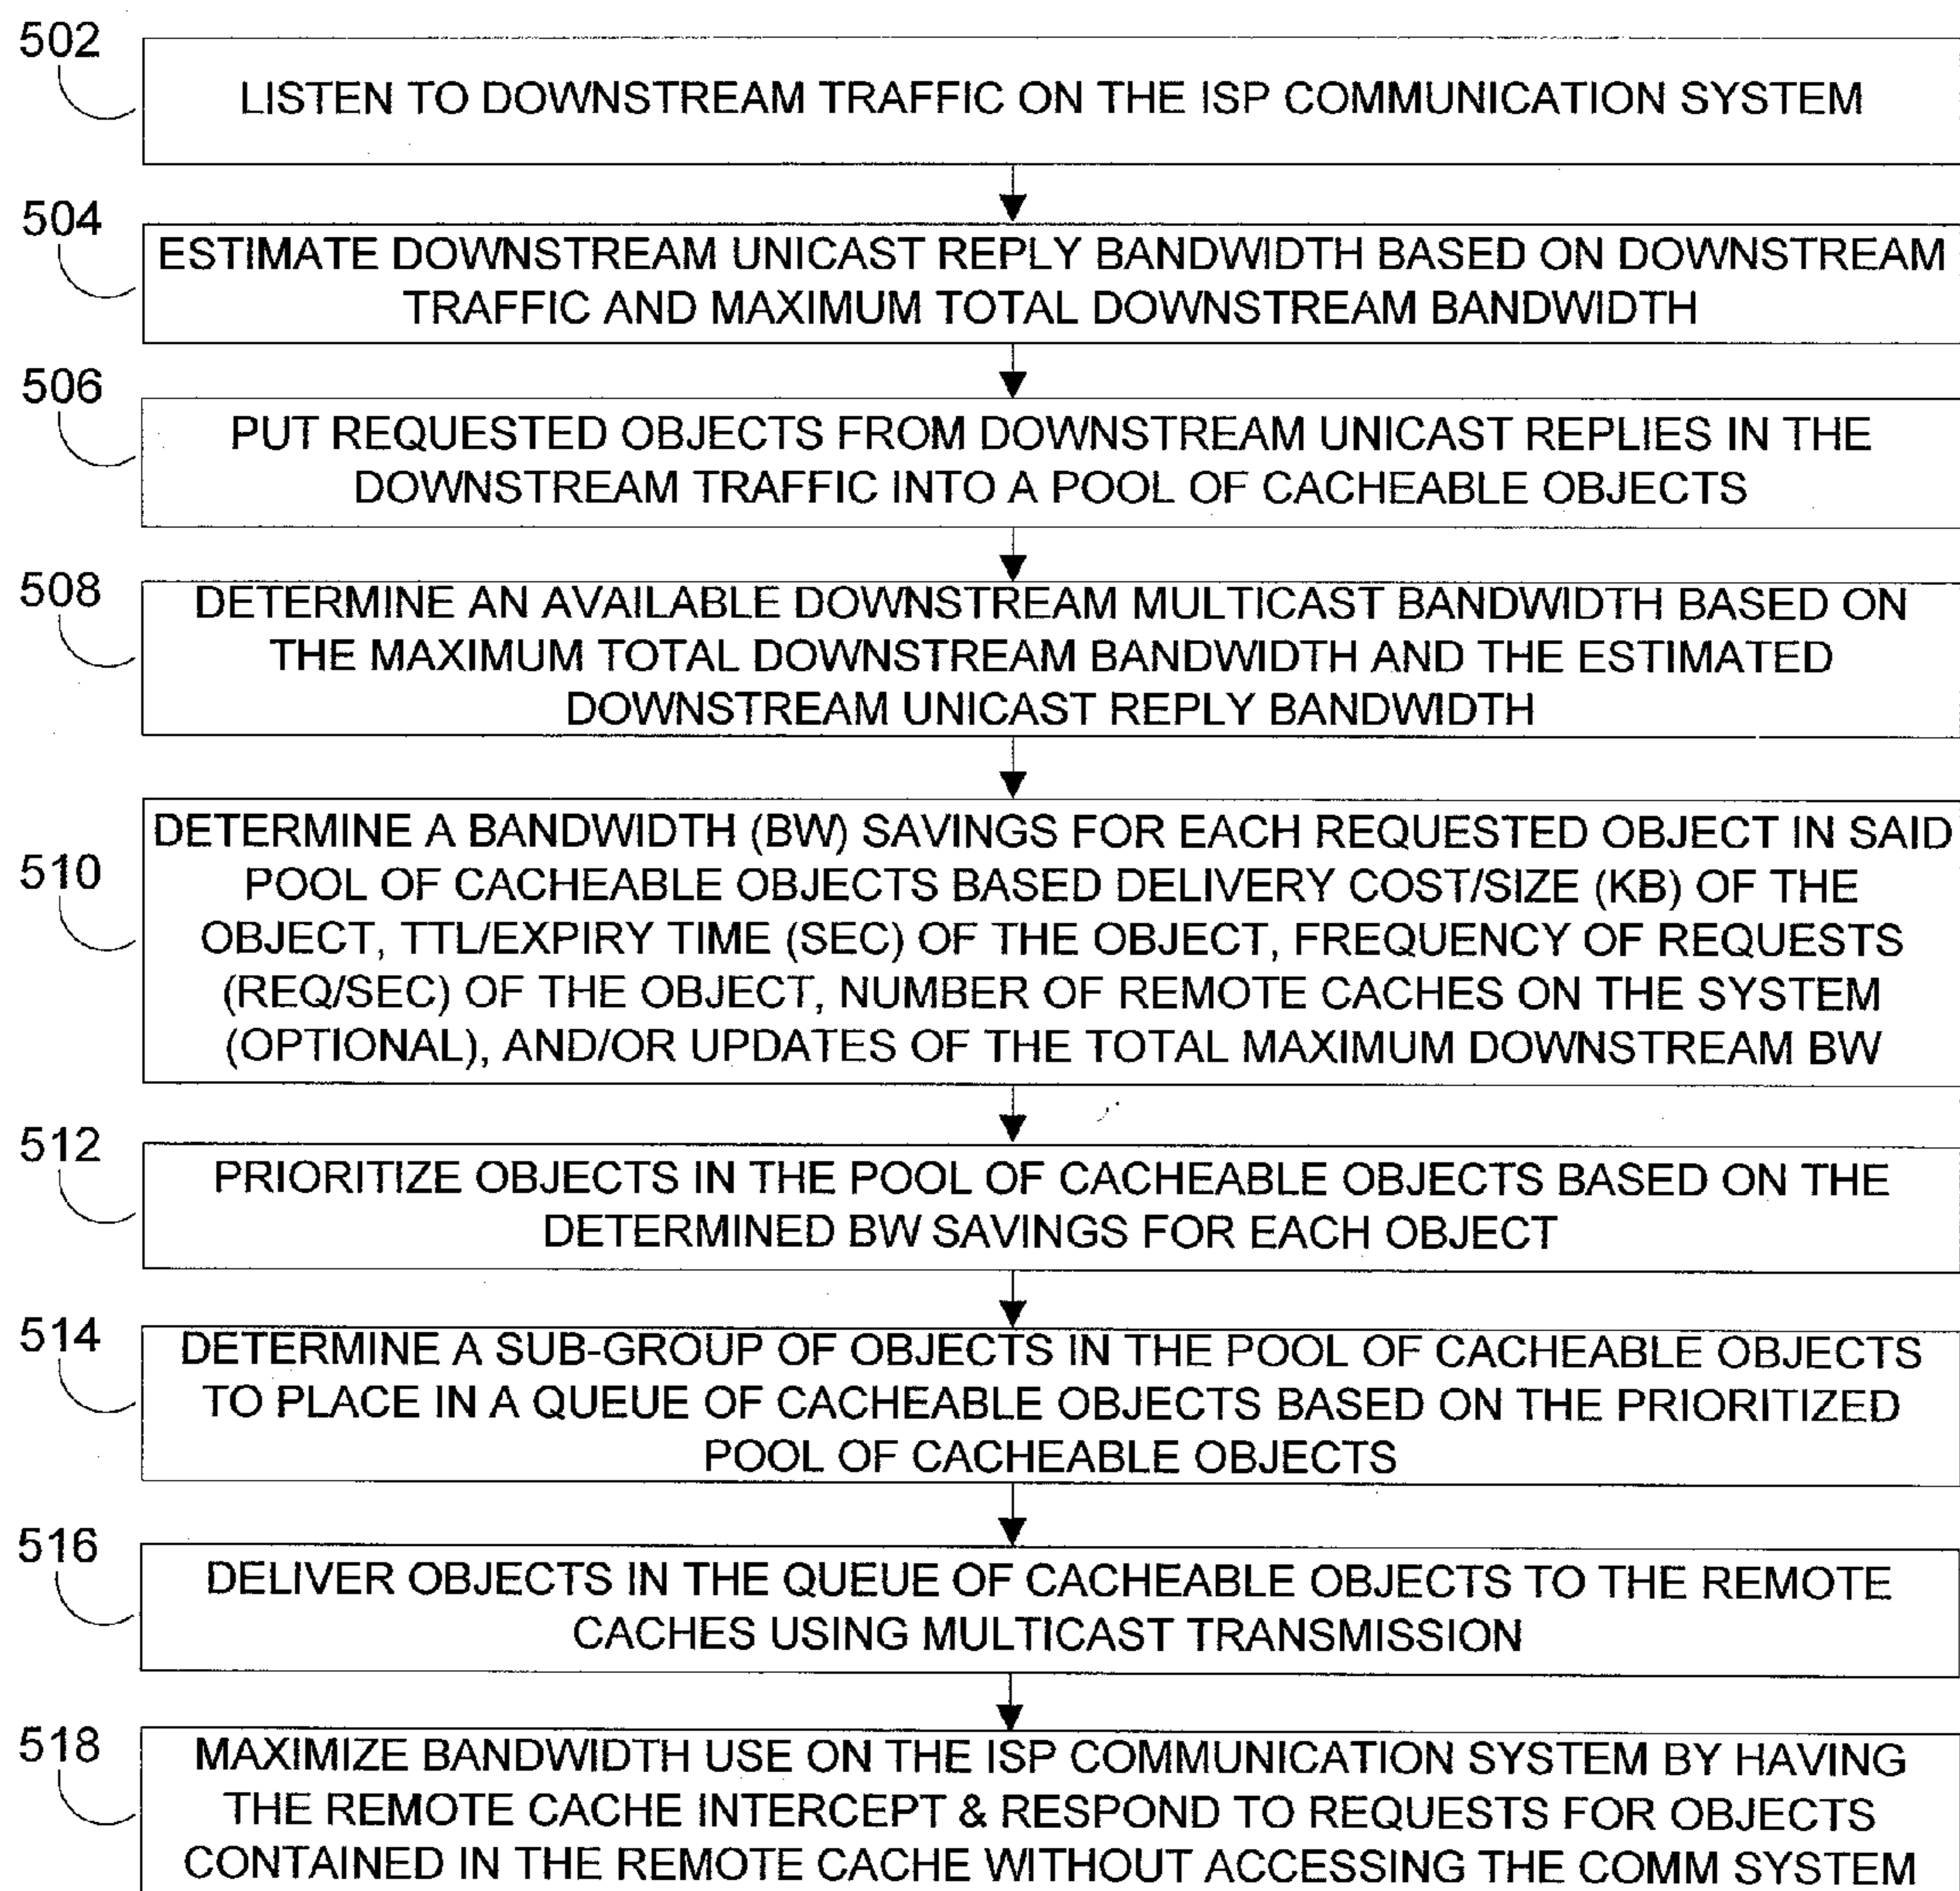 502
LISTEN TO DOWNSTREAM TRAFFIC ON THE ISP COMMUNICATION SYSTEM
504
ESTIMATE DOWNSTREAM UNICAST REPLY BANDWIDTH BASED ON DOWNSTREAM
TRAFFIC AND MAXIMUM TOTAL DOWNSTREAM BANDWIDTH
506
PUT REQUESTED OBJECTS FROM DOWNSTREAM UNICAST REPLIES IN THE
DOWNSTREAM TRAFFIC INTO A POOL OF CACHEABLE OBJECTS
508
DETERMINE AN AVAILABLE DOWNSTREAM MULTICAST BANDWIDTH BASED ON
THE MAXIMUM TOTAL DOWNSTREAM BANDWIDTH AND THE ESTIMATED
DOWNSTREAM UNICAST REPLY BANDWIDTH
510
DETERMINE A BANDWIDTH (BW) SAVINGS FOR EACH REQUESTED OBJECT IN SAID
POOL OF CACHEABLE OBJECTS BASED DELIVERY COST/SIZE (KB) OF THE
OBJECT, TTL/EXPIRY TIME (SEC) OF THE OBJECT, FREQUENCY OF REQUESTS
(REQ/SEC) OF THE OBJECT, NUMBER OF REMOTE CACHES ON THE SYSTEM
(OPTIONAL), AND/OR UPDATES OF THE TOTAL MAXIMUM DOWNSTREAM BW
512
PRIORITIZE OBJECTS IN THE POOL OF CACHEABLE OBJECTS BASED ON THE
DETERMINED BW SAVINGS FOR EACH OBJECT
514
DETERMINE A SUB-GROUP OF OBJECTS IN THE POOL OF CACHEABLE OBJECTS
TO PLACE IN A QUEUE OF CACHEABLE OBJECTS BASED ON THE PRIORITIZED
POOL OF CACHEABLE OBJECTS
516
DELIVER OBJECTS IN THE QUEUE OF CACHEABLE OBJECTS TO THE REMOTE
CACHES USING MULTICAST TRANSMISSION
518
MAXIMIZE BANDWIDTH USE ON THE ISP COMMUNICATION SYSTEM BY HAVING
THE REMOTE CACHE INTERCEPT & RESPOND TO REQUESTS FOR OBJECTS
CONTAINED IN THE REMOTE CACHE WITHOUT ACCESSING THE COMM SYSTEM